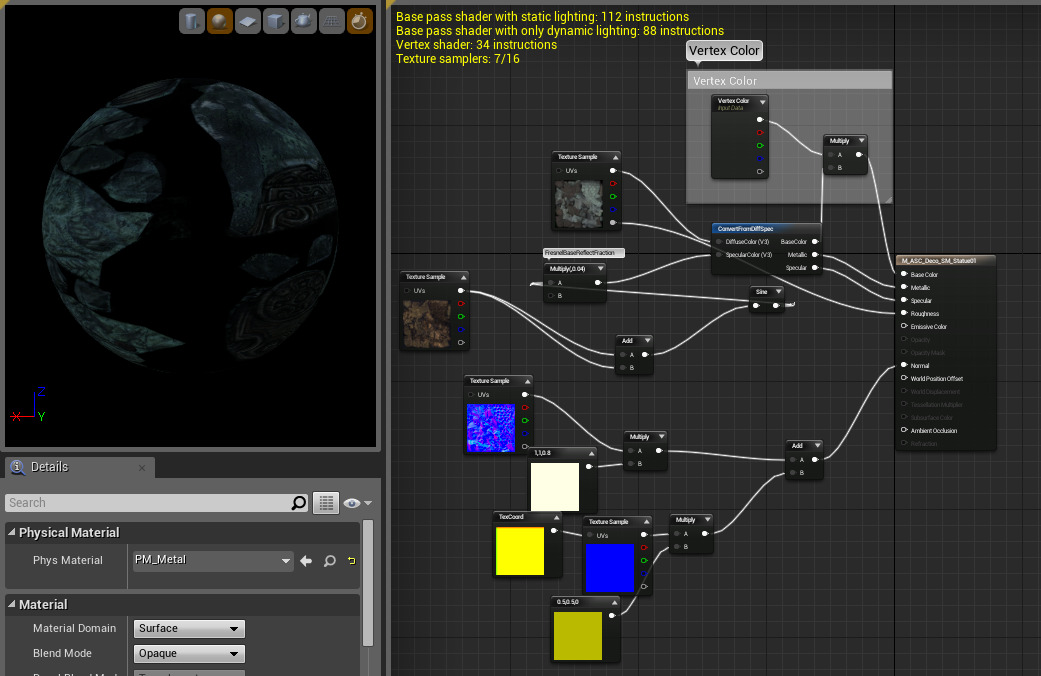 Base pass shader with static lighting: 112 instructions
Base pass shader with only dynamic lighting: 88 instructions
Vertex shader: 34 instructions
Texture samplers: 7/16
Vertex Color
Vertex Color
Vertex Color
Input Data
Multiply
A
B
Texture Sample
UVs
ConvertFromDiffSpec
DiffuseColor (V3) BaseColor
SpecularColor (V3) Metallic
Specular
FresnelBaseReflectFraction
Multiply(,0.04)
A
B
Texture Sample
UVs
Sine
Add
A
B
M_ASC_Deco_SM_Statue01
Base Color
Metallic
Specular
Roughness
Emissive Color
Opacity
Opacity Mask
Normal
World Position Offset
World Displacement
Tessellation Multiplier
Subsurface Color
Ambient Occlusion
Refraction
Texture Sample
UVs
Multiply
A
B
1,1,0.8
Add
A
B
TexCoord
Texture Sample
UVs
Multiply
A
B
0.5,0.5,0
Z
X
Y
Details
Search
Physical Material
Phys Material PM_Metal
Material
Material Domain Surface
Blend Mode Opaque